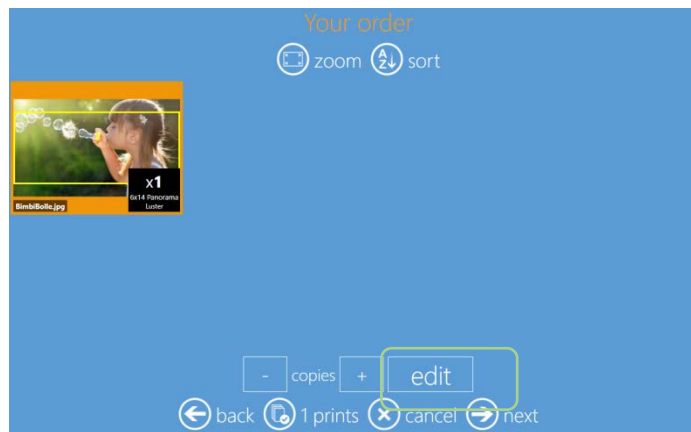 Your order
zoom sort
x1
6x14 Panorama
Luster
BimbiBolle.jpg
- copies + edit
back 1 prints cancel next